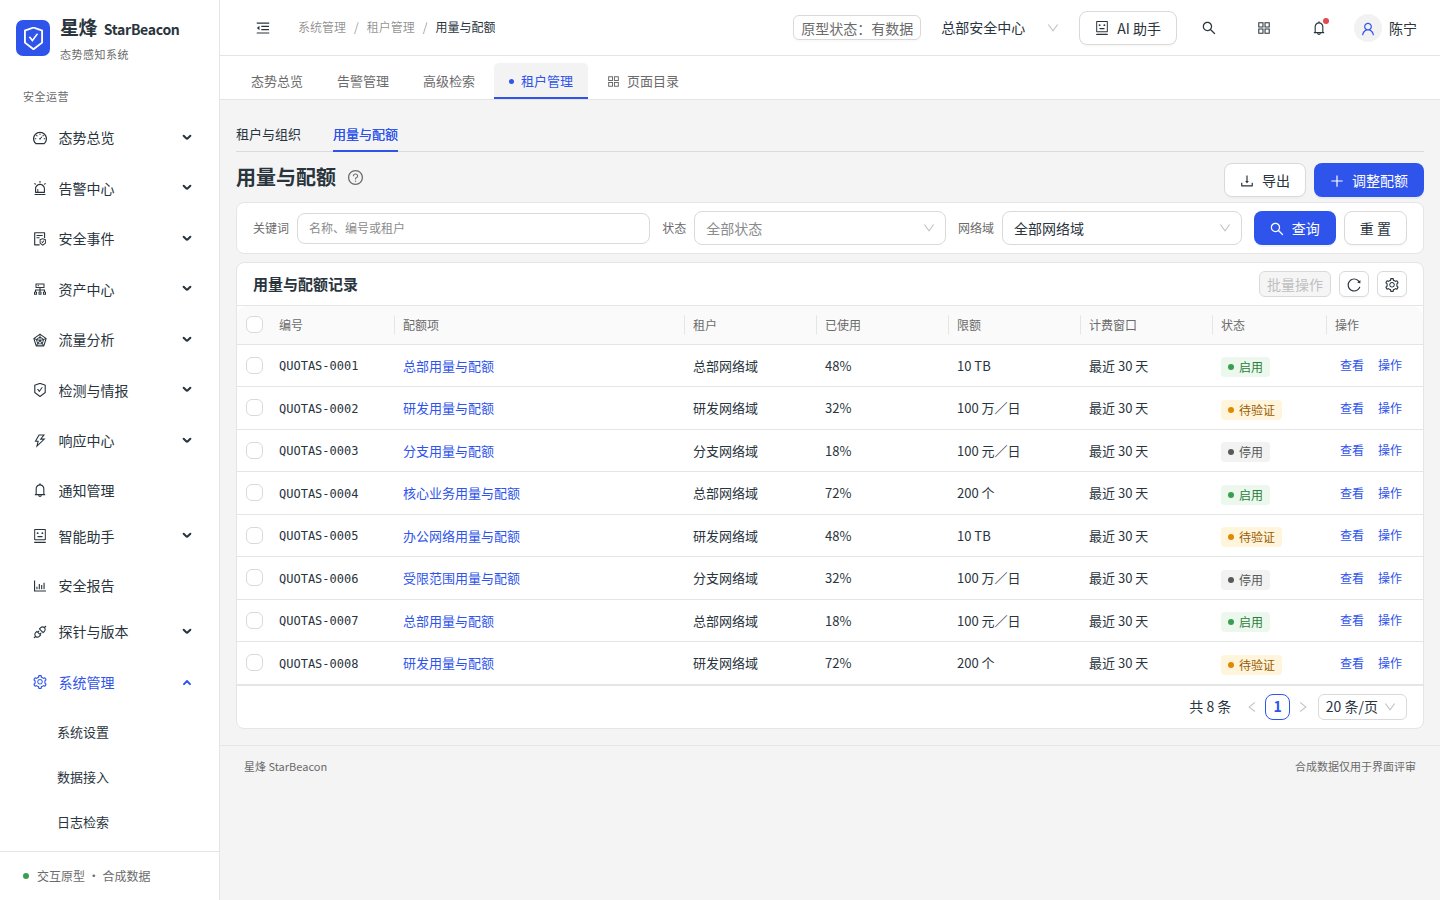 星烽 StarBeacon
态势感知系统
安全运营
态势总览
告警中心
安全事件
资产中心
流量分析
检测与情报
响应中心
通知管理
智能助手
安全报告
探针与版本
系统管理
系统设置
数据接入
日志检索
交互原型 · 合成数据
系统管理 / 租户管理 / 用量与配额
原型状态：有数据
总部安全中心
AI 助手
陈宁
态势总览 告警管理 高级检索 租户管理 页面目录
租户与组织 用量与配额
用量与配额
导出
调整配额
关键词 名称、编号或租户 状态 全部状态 网络域 全部网络域 查询 重 置
用量与配额记录
批量操作
编号 配额项 租户 已使用 限额 计费窗口 状态 操作
QUOTAS-0001 总部用量与配额 总部网络域 48% 10 TB 最近 30 天 启用 查看 操作
QUOTAS-0002 研发用量与配额 研发网络域 32% 100 万／日 最近 30 天 待验证 查看 操作
QUOTAS-0003 分支用量与配额 分支网络域 18% 100 元／日 最近 30 天 停用 查看 操作
QUOTAS-0004 核心业务用量与配额 总部网络域 72% 200 个 最近 30 天 启用 查看 操作
QUOTAS-0005 办公网络用量与配额 研发网络域 48% 10 TB 最近 30 天 待验证 查看 操作
QUOTAS-0006 受限范围用量与配额 分支网络域 32% 100 万／日 最近 30 天 停用 查看 操作
QUOTAS-0007 总部用量与配额 总部网络域 18% 100 元／日 最近 30 天 启用 查看 操作
QUOTAS-0008 研发用量与配额 研发网络域 72% 200 个 最近 30 天 待验证 查看 操作
共 8 条 1 20 条/页
星烽 StarBeacon
合成数据仅用于界面评审